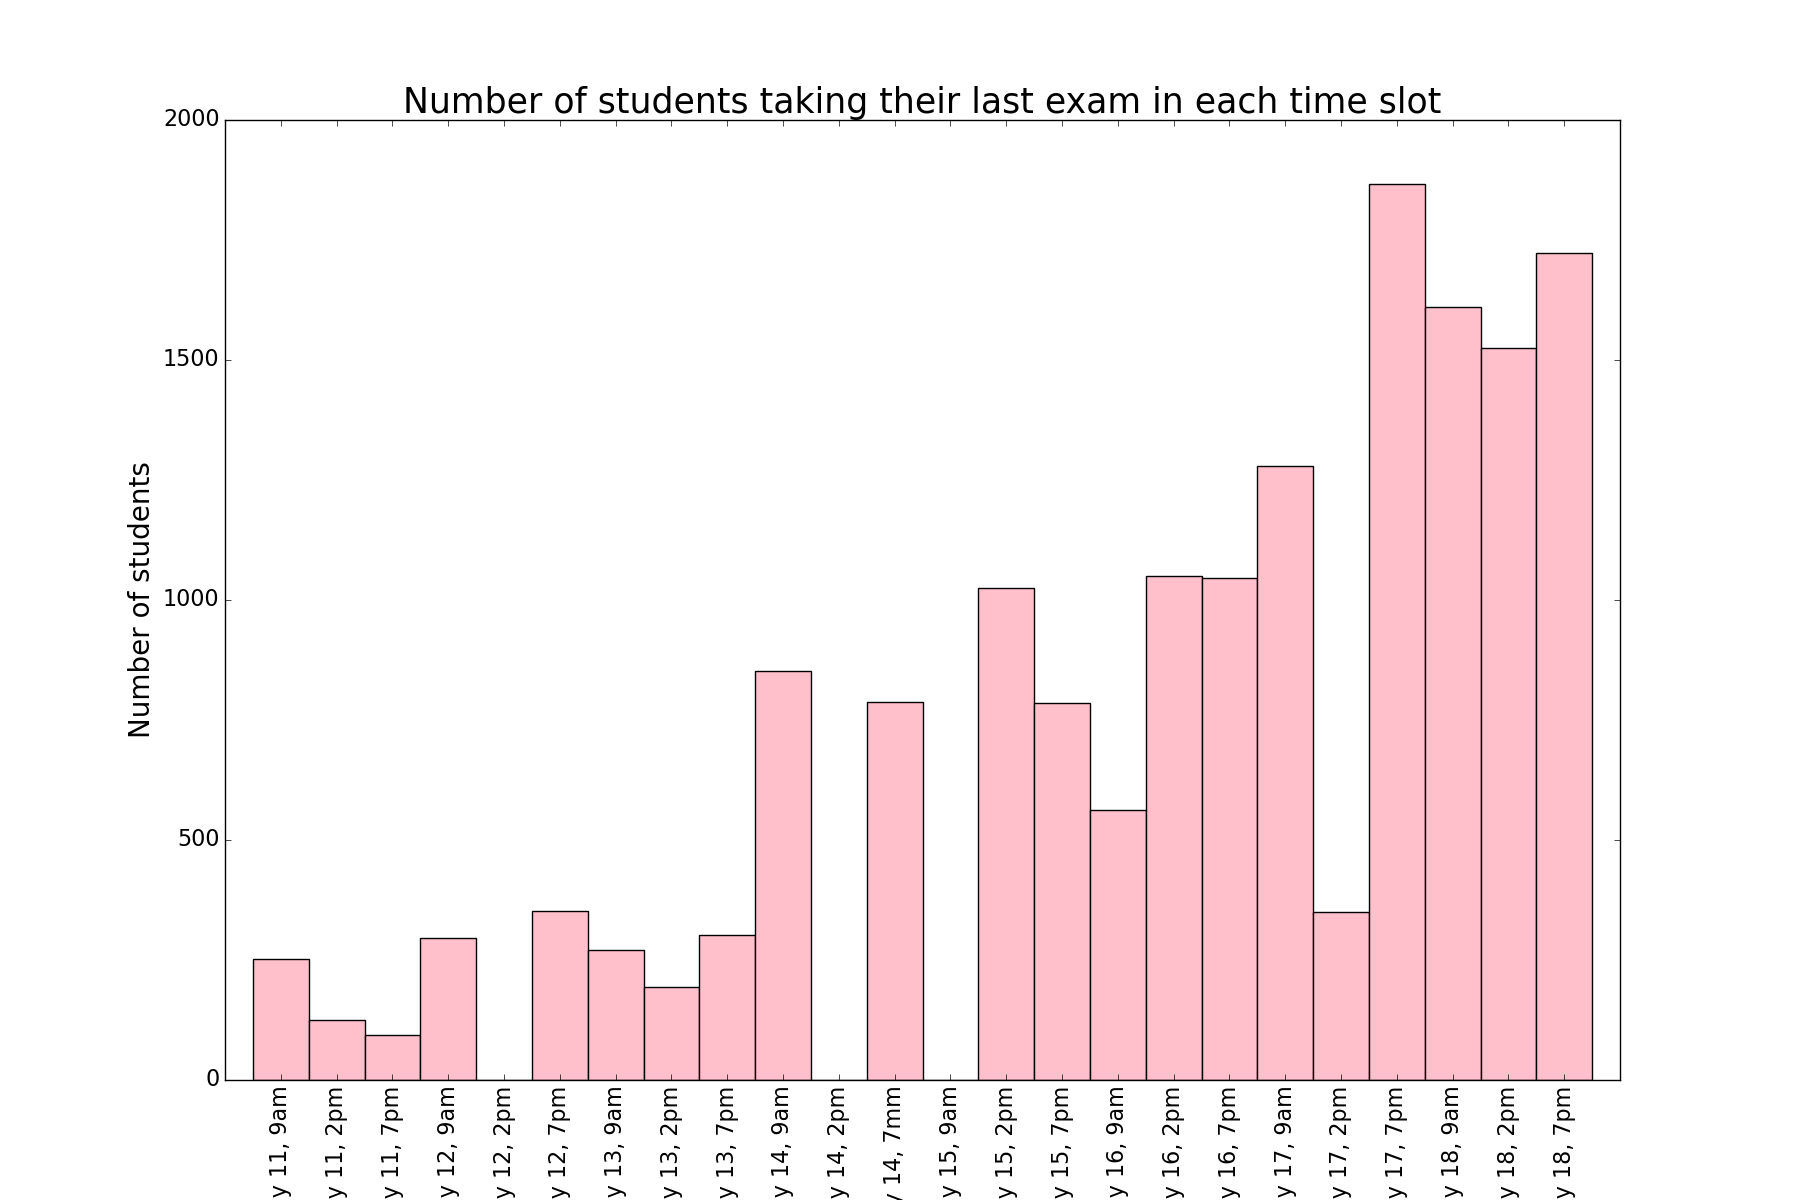 Number of students taking their last exam in each time slot
2000
1500
1000
500
0
Number of students
y 11, 9am
y 11, 2pm
y 11, 7pm
y 12, 9am
y 12, 2pm
y 12, 7pm
y 13, 9am
y 13, 2pm
y 13, 7pm
y 14, 9am
y 14, 2pm
y 14, 7mm
y 15, 9am
y 15, 2pm
y 15, 7pm
y 16, 9am
y 16, 2pm
y 16, 7pm
y 17, 9am
y 17, 2pm
y 17, 7pm
y 18, 9am
y 18, 2pm
y 18, 7pm